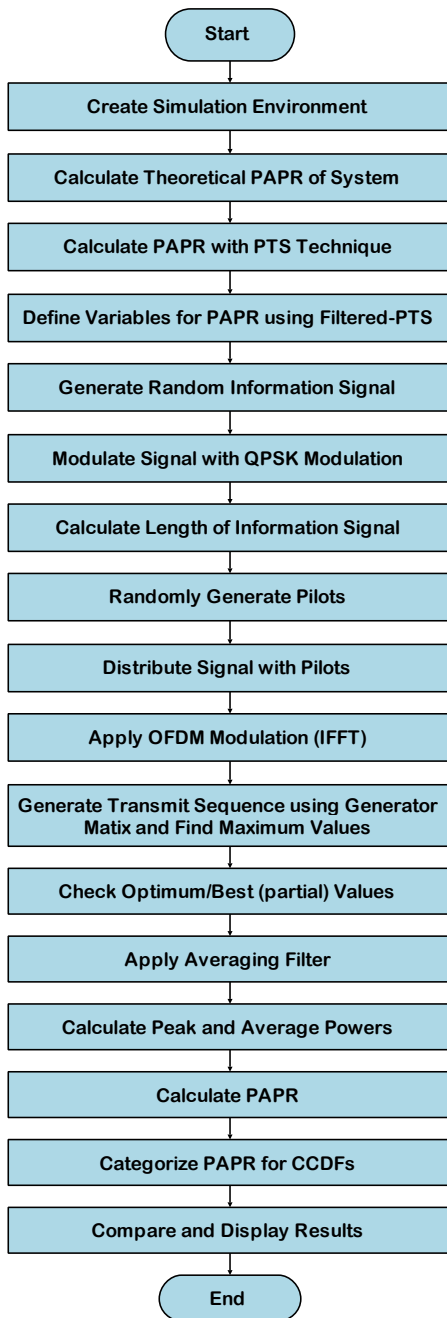 Start
Create Simulation Environment
Calculate Theoretical PAPR of System
Calculate PAPR with PTS Technique
Define Variables for PAPR using Filtered-PTS
Generate Random Information Signal
Modulate Signal with QPSK Modulation
Calculate Length of Information Signal
Randomly Generate Pilots
Distribute Signal with Pilots
Apply OFDM Modulation (IFFT)
Generate Transmit Sequence using Generator
Matix and Find Maximum Values
Check Optimum/Best (partial) Values
Apply Averaging Filter
Calculate Peak and Average Powers
Calculate PAPR
Categorize PAPR for CCDFs
Compare and Display Results
End